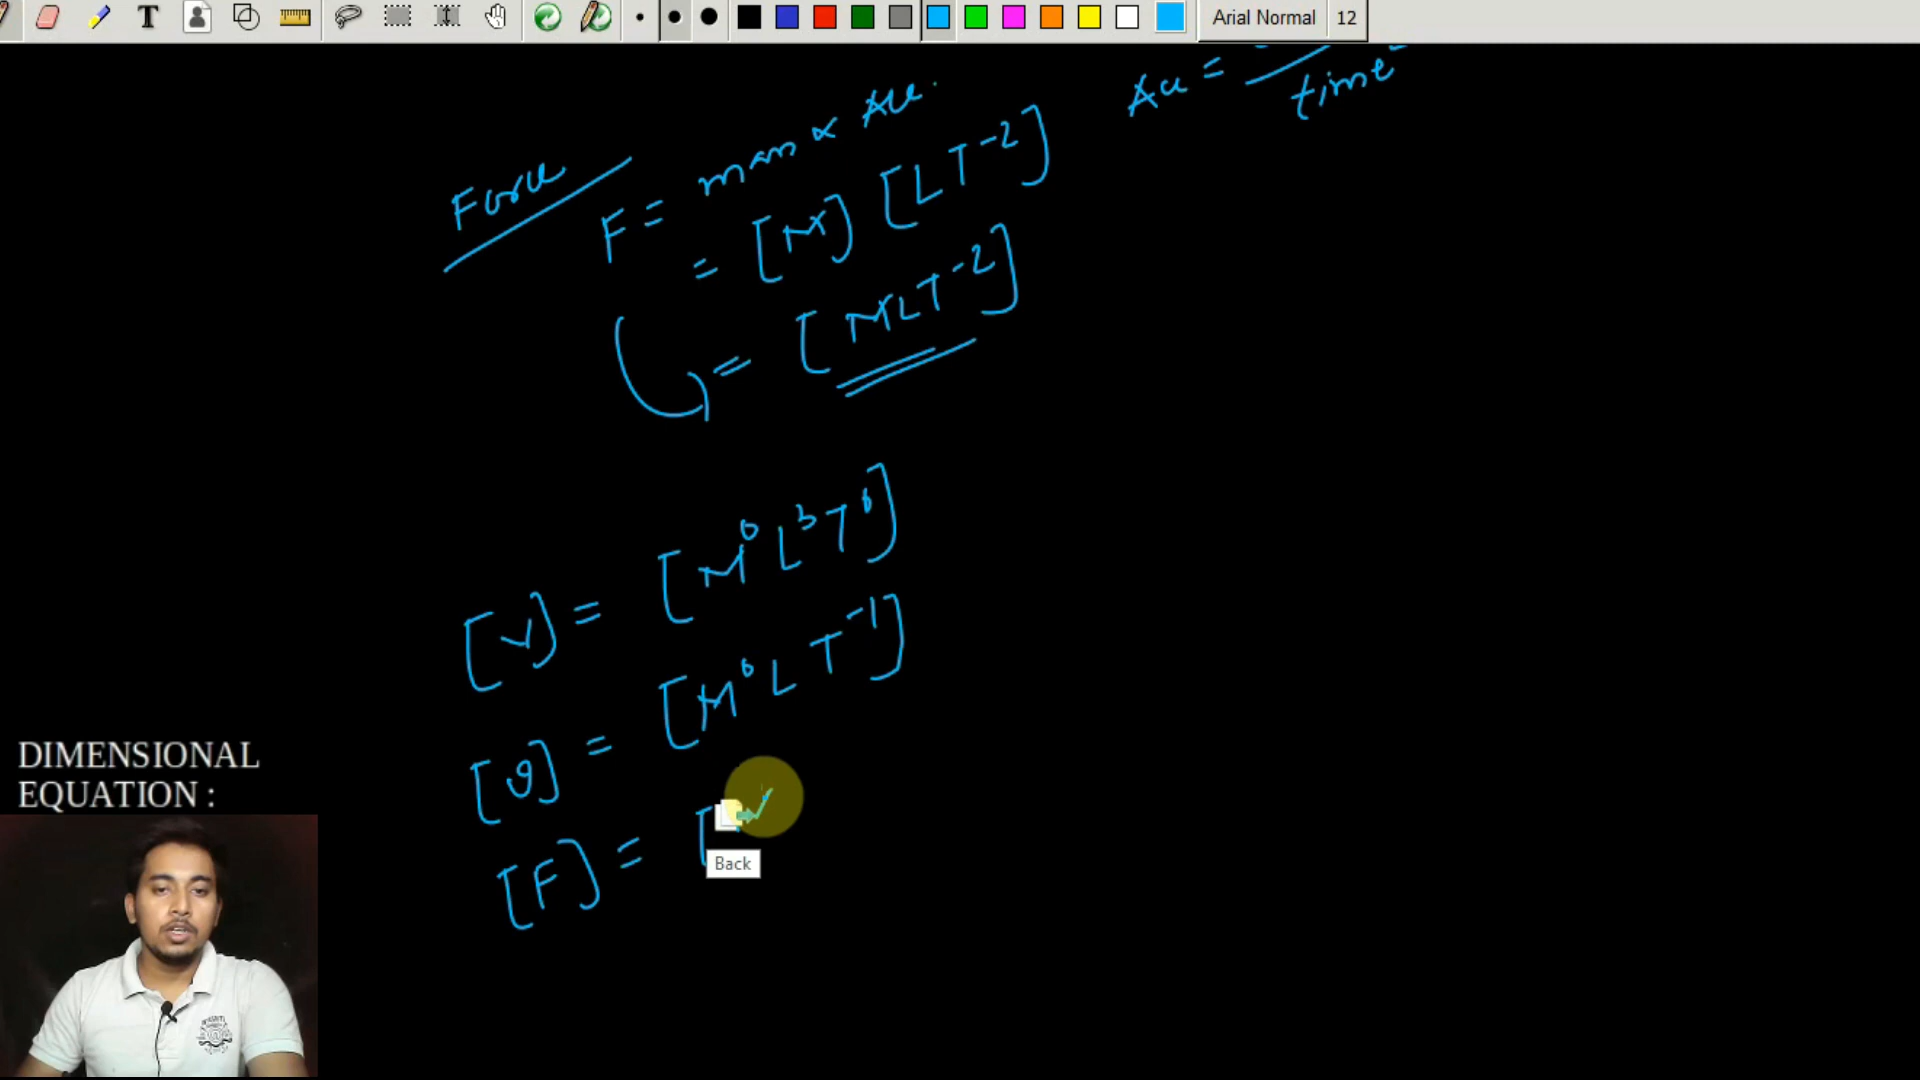 Arial Normal 12
Acc = time
Force
F = mass × Acc.
= [M] [LT⁻²]
= [MLT⁻²]
[V] = [M⁰L³T⁰]
[v] = [M⁰LT⁻¹]
[F] = [
Back
DIMENSIONAL
EQUATION :